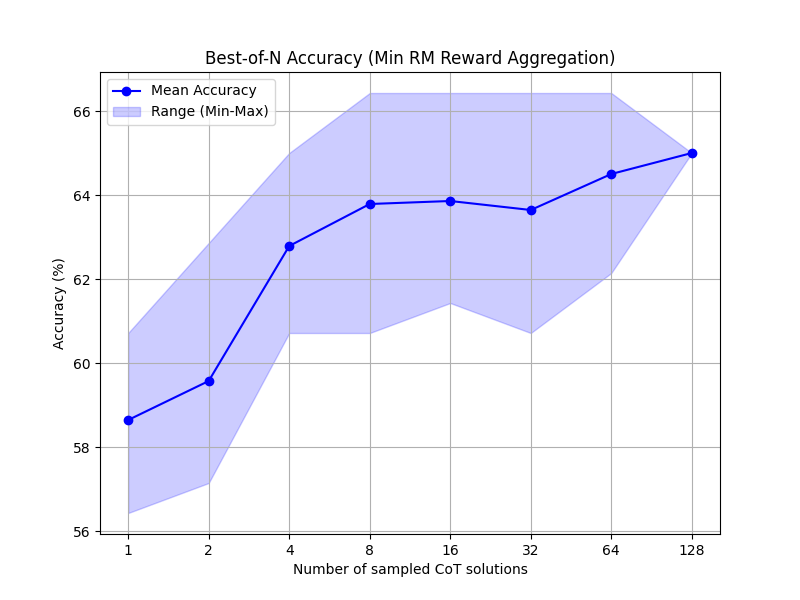 Best-of-N Accuracy (Min RM Reward Aggregation)
Mean Accuracy
Range (Min-Max)
Accuracy (%)
66
64
62
60
58
56
1 2 4 8 16 32 64 128
Number of sampled CoT solutions